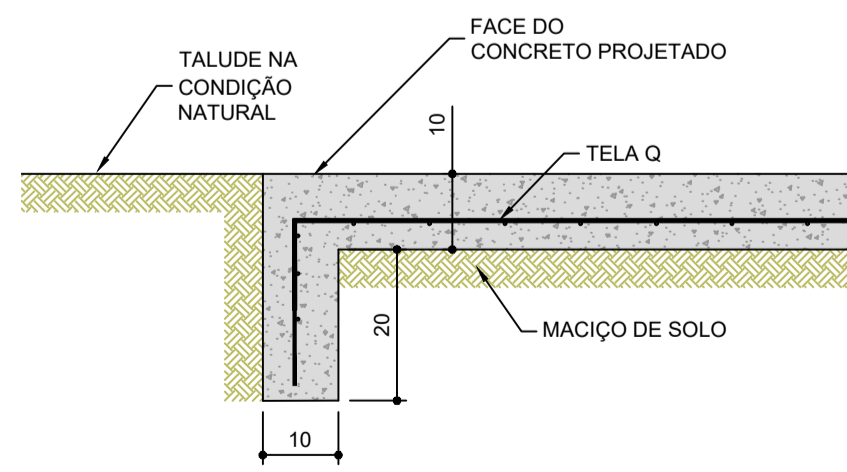 FACE DO
CONCRETO PROJETADO
TALUDE NA
CONDIÇÃO
NATURAL
10
TELA Q
20
MACIÇO DE SOLO
10